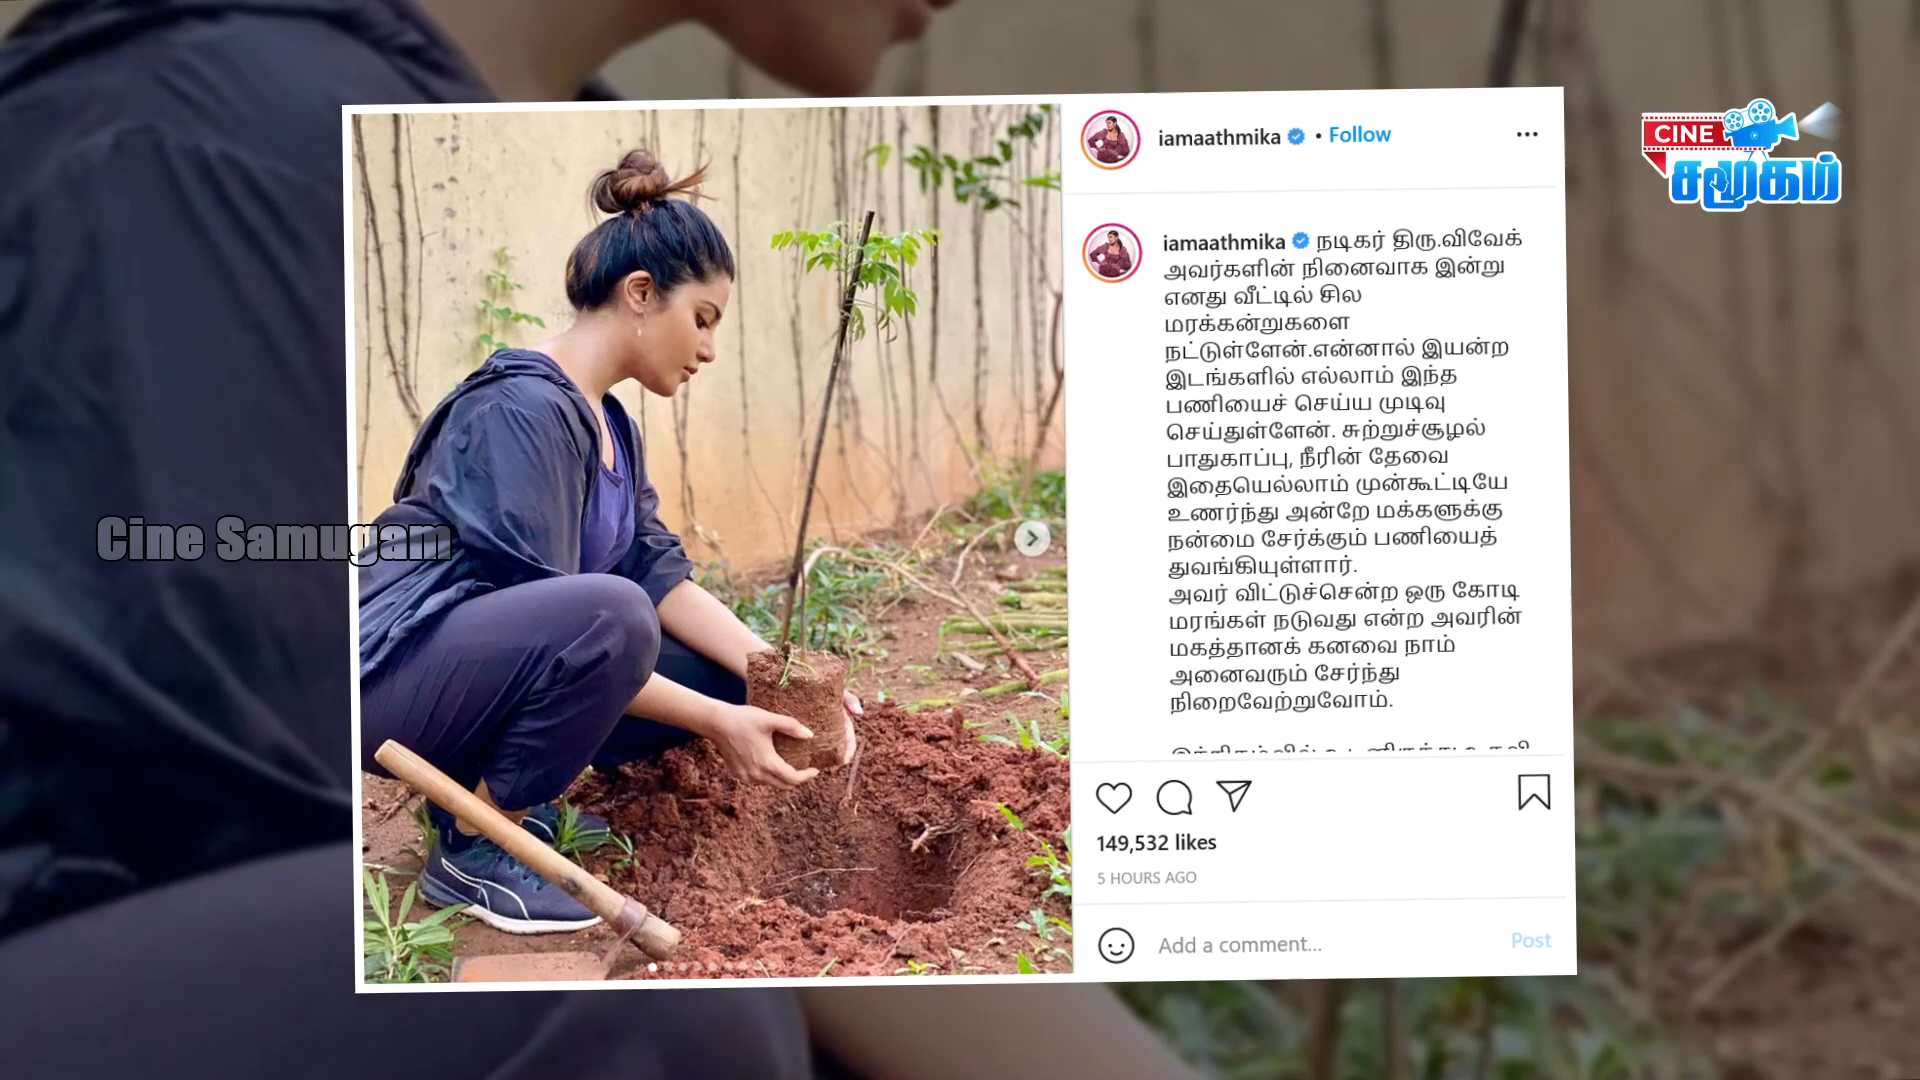 CINE
சமூகம்
iamaathmika • Follow
iamaathmika நடிகர் திரு.விவேக்
அவர்களின் நினைவாக இன்று
எனது வீட்டில் சில
மரக்கன்றுகளை
நட்டுள்ளேன்.என்னால் இயன்ற
இடங்களில் எல்லாம் இந்த
பணியைச் செய்ய முடிவு
செய்துள்ளேன். சுற்றுச்சூழல்
பாதுகாப்பு, நீரின் தேவை
இதையெல்லாம் முன்கூட்டியே
உணர்ந்து அன்றே மக்களுக்கு
நன்மை சேர்க்கும் பணியைத்
துவங்கியுள்ளார்.
அவர் விட்டுச்சென்ற ஒரு கோடி
மரங்கள் நடுவது என்ற அவரின்
மகத்தானக் கனவை நாம்
அனைவரும் சேர்ந்து
நிறைவேற்றுவோம்.
149,532 likes
5 HOURS AGO
Add a comment...
Post
Cine Samugam